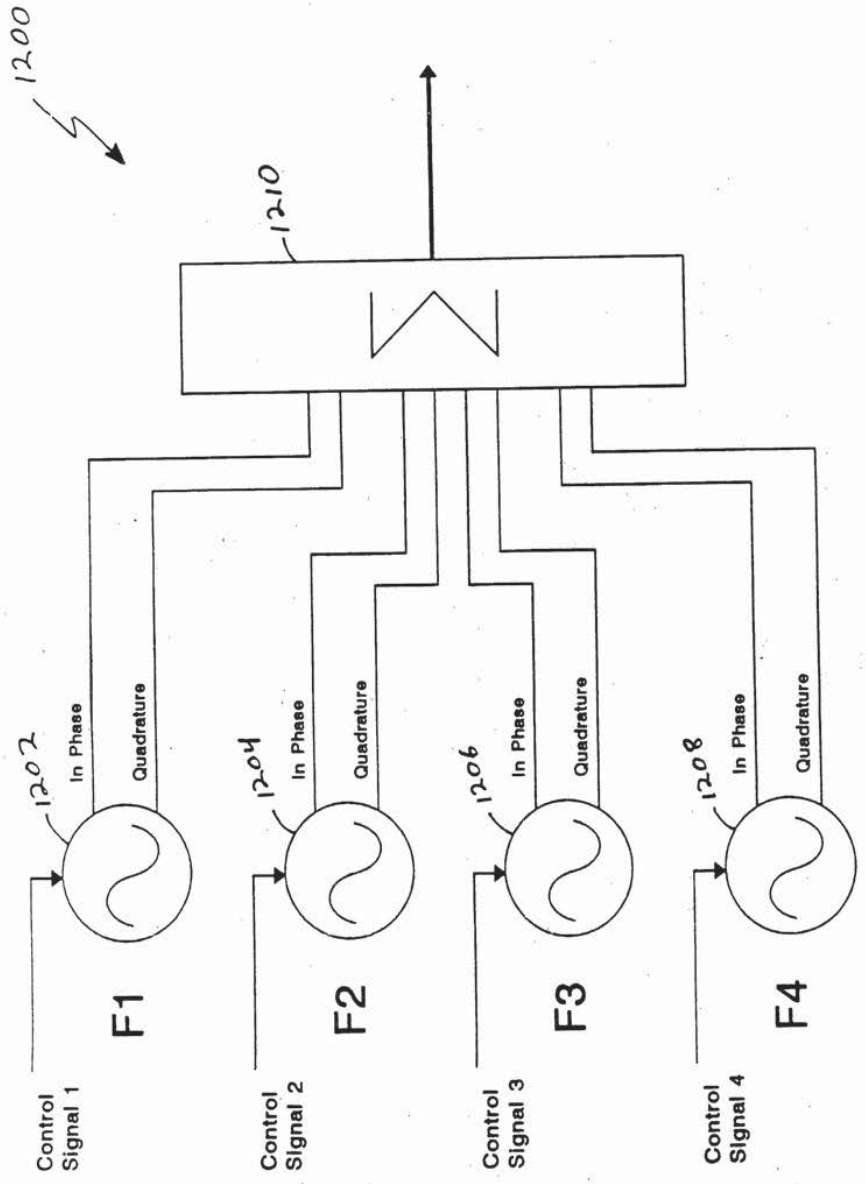 1200
1210
Σ
Control
Signal 1
F1
1202
In Phase
Quadrature
Control
Signal 2
F2
1204
In Phase
Quadrature
Control
Signal 3
F3
1206
In Phase
Quadrature
Control
Signal 4
F4
1208
In Phase
Quadrature